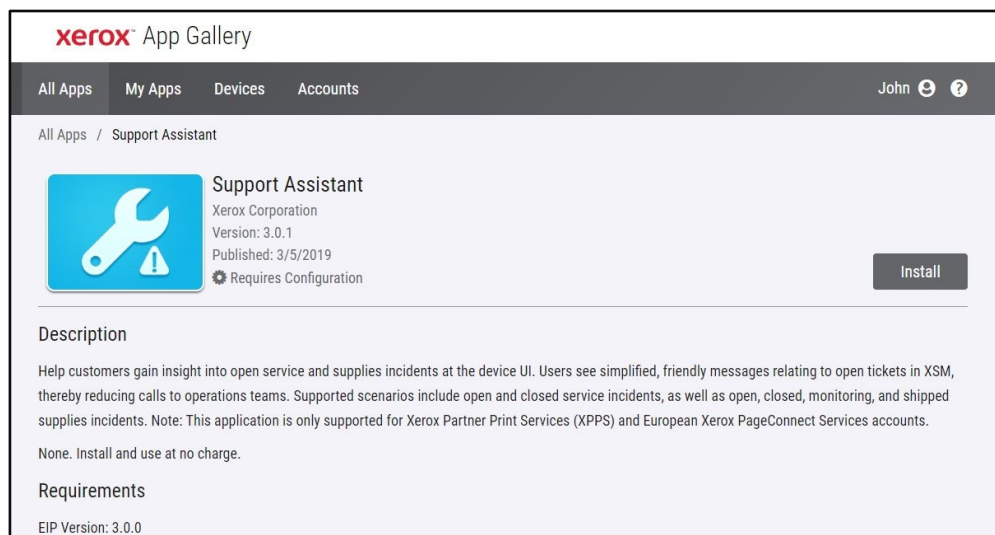 xerox™ App Gallery
All Apps My Apps Devices Accounts John ?
All Apps / Support Assistant
Support Assistant
Xerox Corporation
Version: 3.0.1
Published: 3/5/2019
Requires Configuration
Install
Description
Help customers gain insight into open service and supplies incidents at the device UI. Users see simplified, friendly messages relating to open tickets in XSM,
thereby reducing calls to operations teams. Supported scenarios include open and closed service incidents, as well as open, closed, monitoring, and shipped
supplies incidents. Note: This application is only supported for Xerox Partner Print Services (XPPS) and European Xerox PageConnect Services accounts.
None. Install and use at no charge.
Requirements
EIP Version: 3.0.0